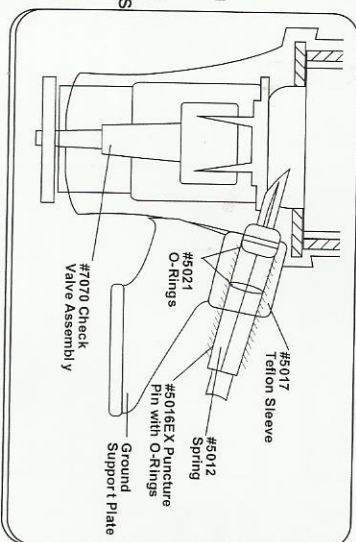 #5017
Teflon Sleeve
#5012
Spring
#5016EX Puncture
Pin with O-Rings
Ground
Support Plate
#5021
O-Rings
#7070 Check
Valve Assembly
S